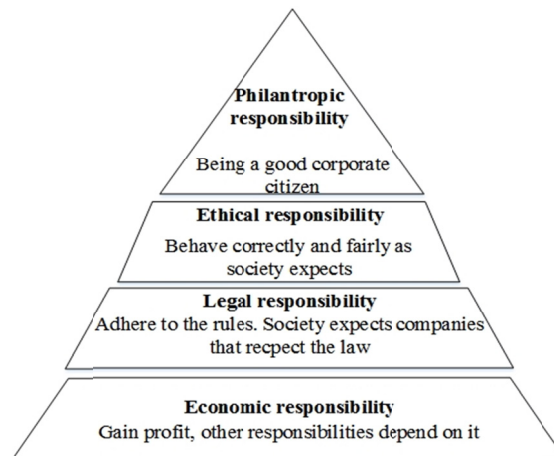 Philantropic
responsibility
Being a good corporate
citizen
Ethical responsibility
Behave correctly and fairly as
society expects
Legal responsibility
Adhere to the rules. Society expects companies
that recpect the law
Economic responsibility
Gain profit, other responsibilities depend on it